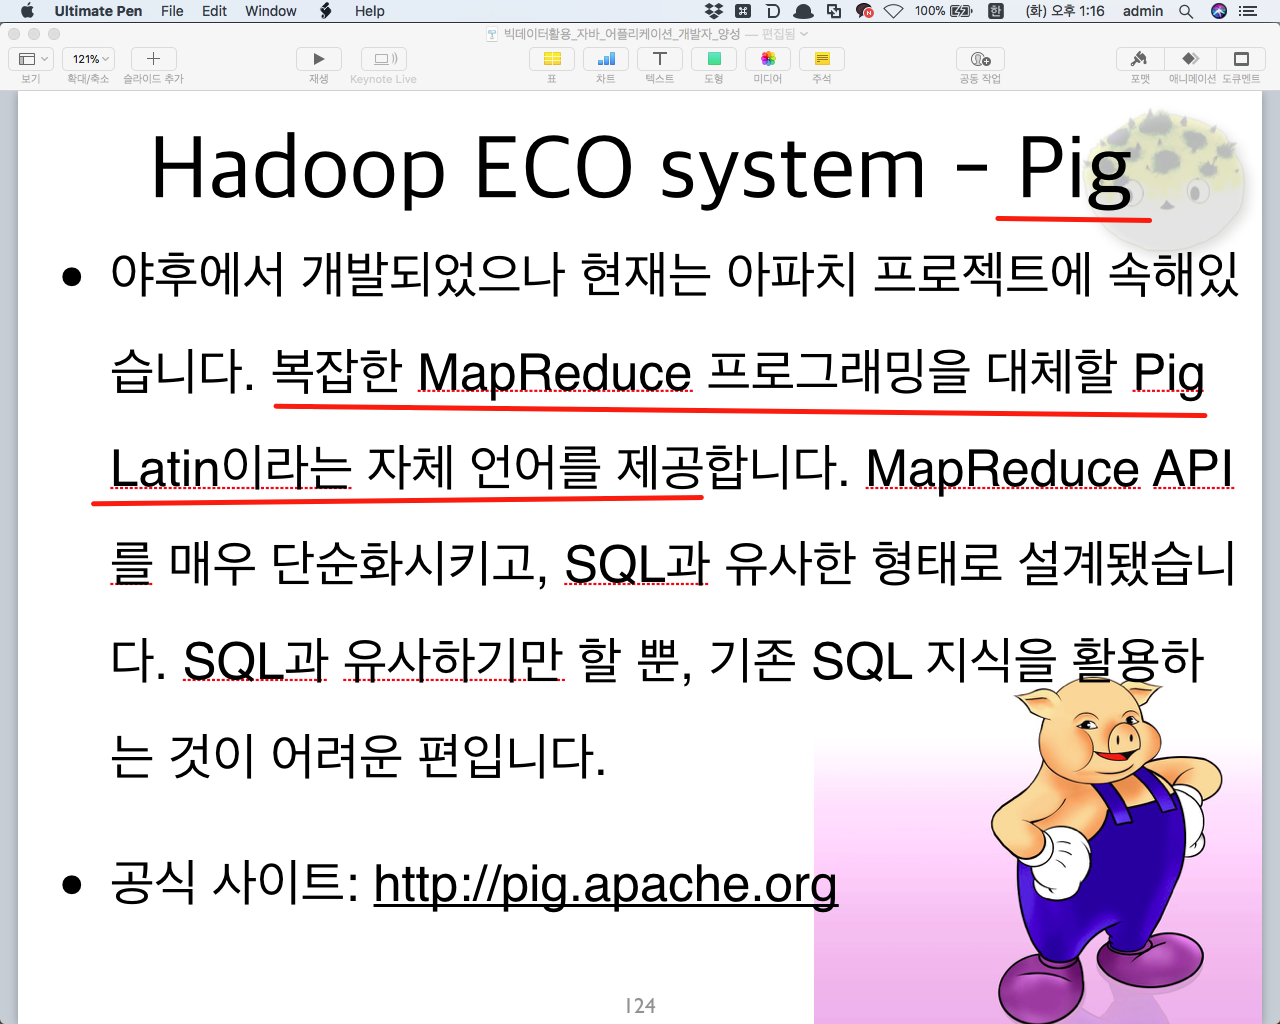 Ultimate Pen File Edit Window Help 100% 한 (화) 오후 1:16 admin
빅데이터활용_자바_어플리케이션_개발자_양성 — 편집됨
121%
보기 확대/축소 슬라이드 추가 재생 Keynote Live 표 차트 텍스트 도형 미디어 주석 공동 작업 포맷 애니메이션 도큐멘트
Hadoop ECO system - Pig
• 야후에서 개발되었으나 현재는 아파치 프로젝트에 속해있
습니다. 복잡한 MapReduce 프로그래밍을 대체할 Pig
Latin이라는 자체 언어를 제공합니다. MapReduce API
를 매우 단순화시키고, SQL과 유사한 형태로 설계됐습니
다. SQL과 유사하기만 할 뿐, 기존 SQL 지식을 활용하
는 것이 어려운 편입니다.
• 공식 사이트: http://pig.apache.org
124